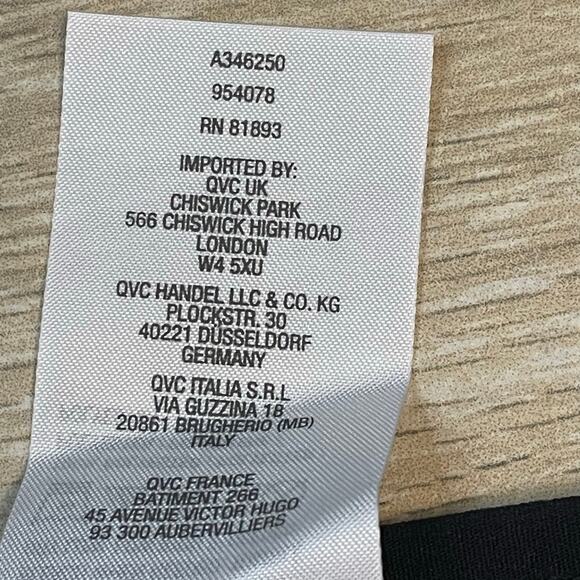 A346250
954078
RN 81893
IMPORTED BY:
QVC UK
CHISWICK PARK
566 CHISWICK HIGH ROAD
LONDON
W4 5XU
QVC HANDEL LLC & CO. KG
PLOCKSTR. 30
40221 DÜSSELDORF
GERMANY
QVC ITALIA S.R.L
VIA GUZZINA 18
20861 BRUGHERIO (MB)
ITALY
QVC FRANCE
BATIMENT 266
45 AVENUE VICTOR HUGO
93 300 AUBERVILLIERS